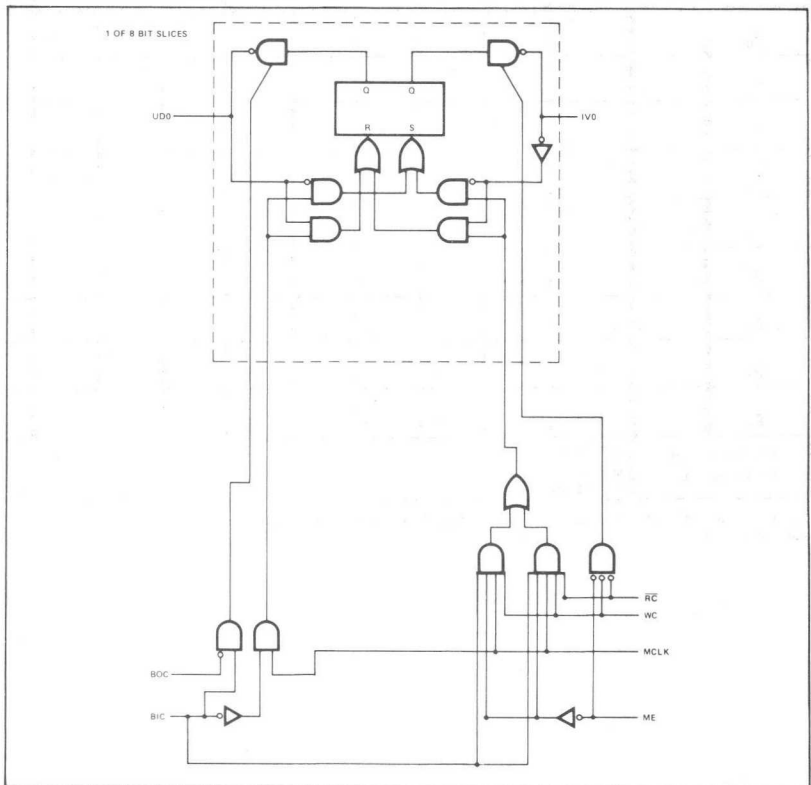 1 OF 8 BIT SLICES
Q Q
UD0 IV0
R S
RC
WC
BOC MCLK
BIC ME